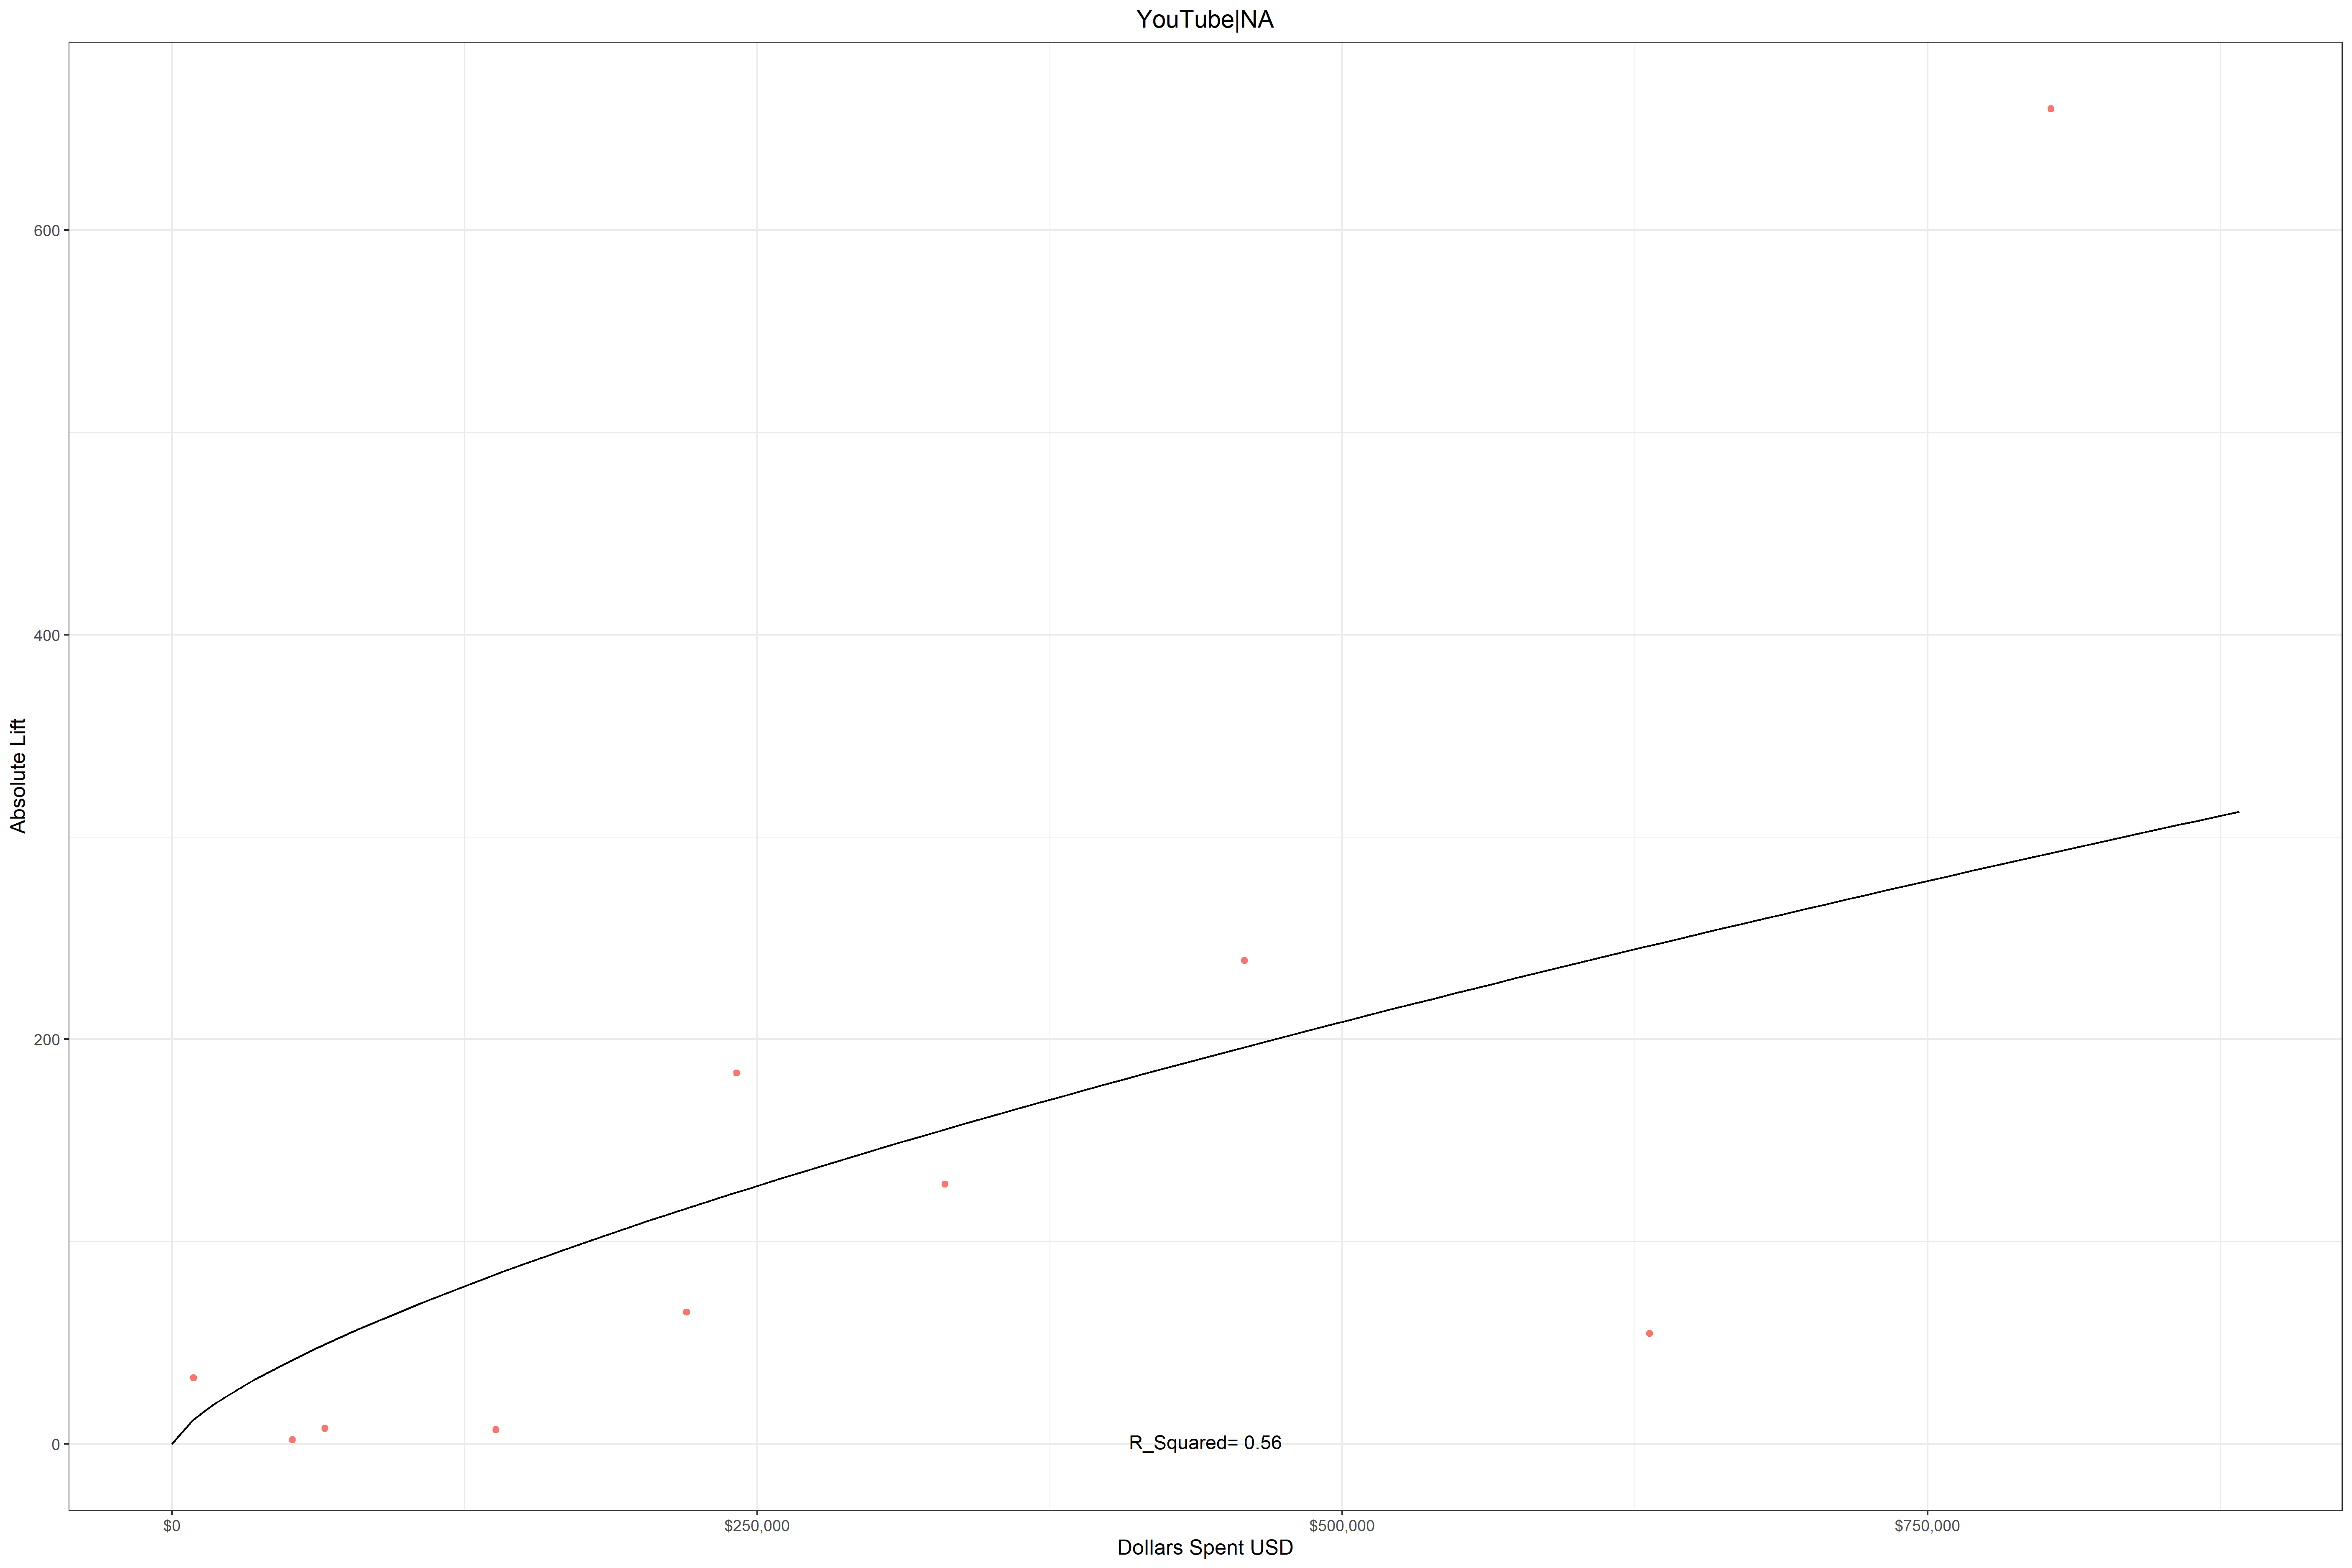 YouTube|NA
Absolute Lift
600
400
200
0
R_Squared= 0.56
$0
$250,000
$500,000
$750,000
Dollars Spent USD